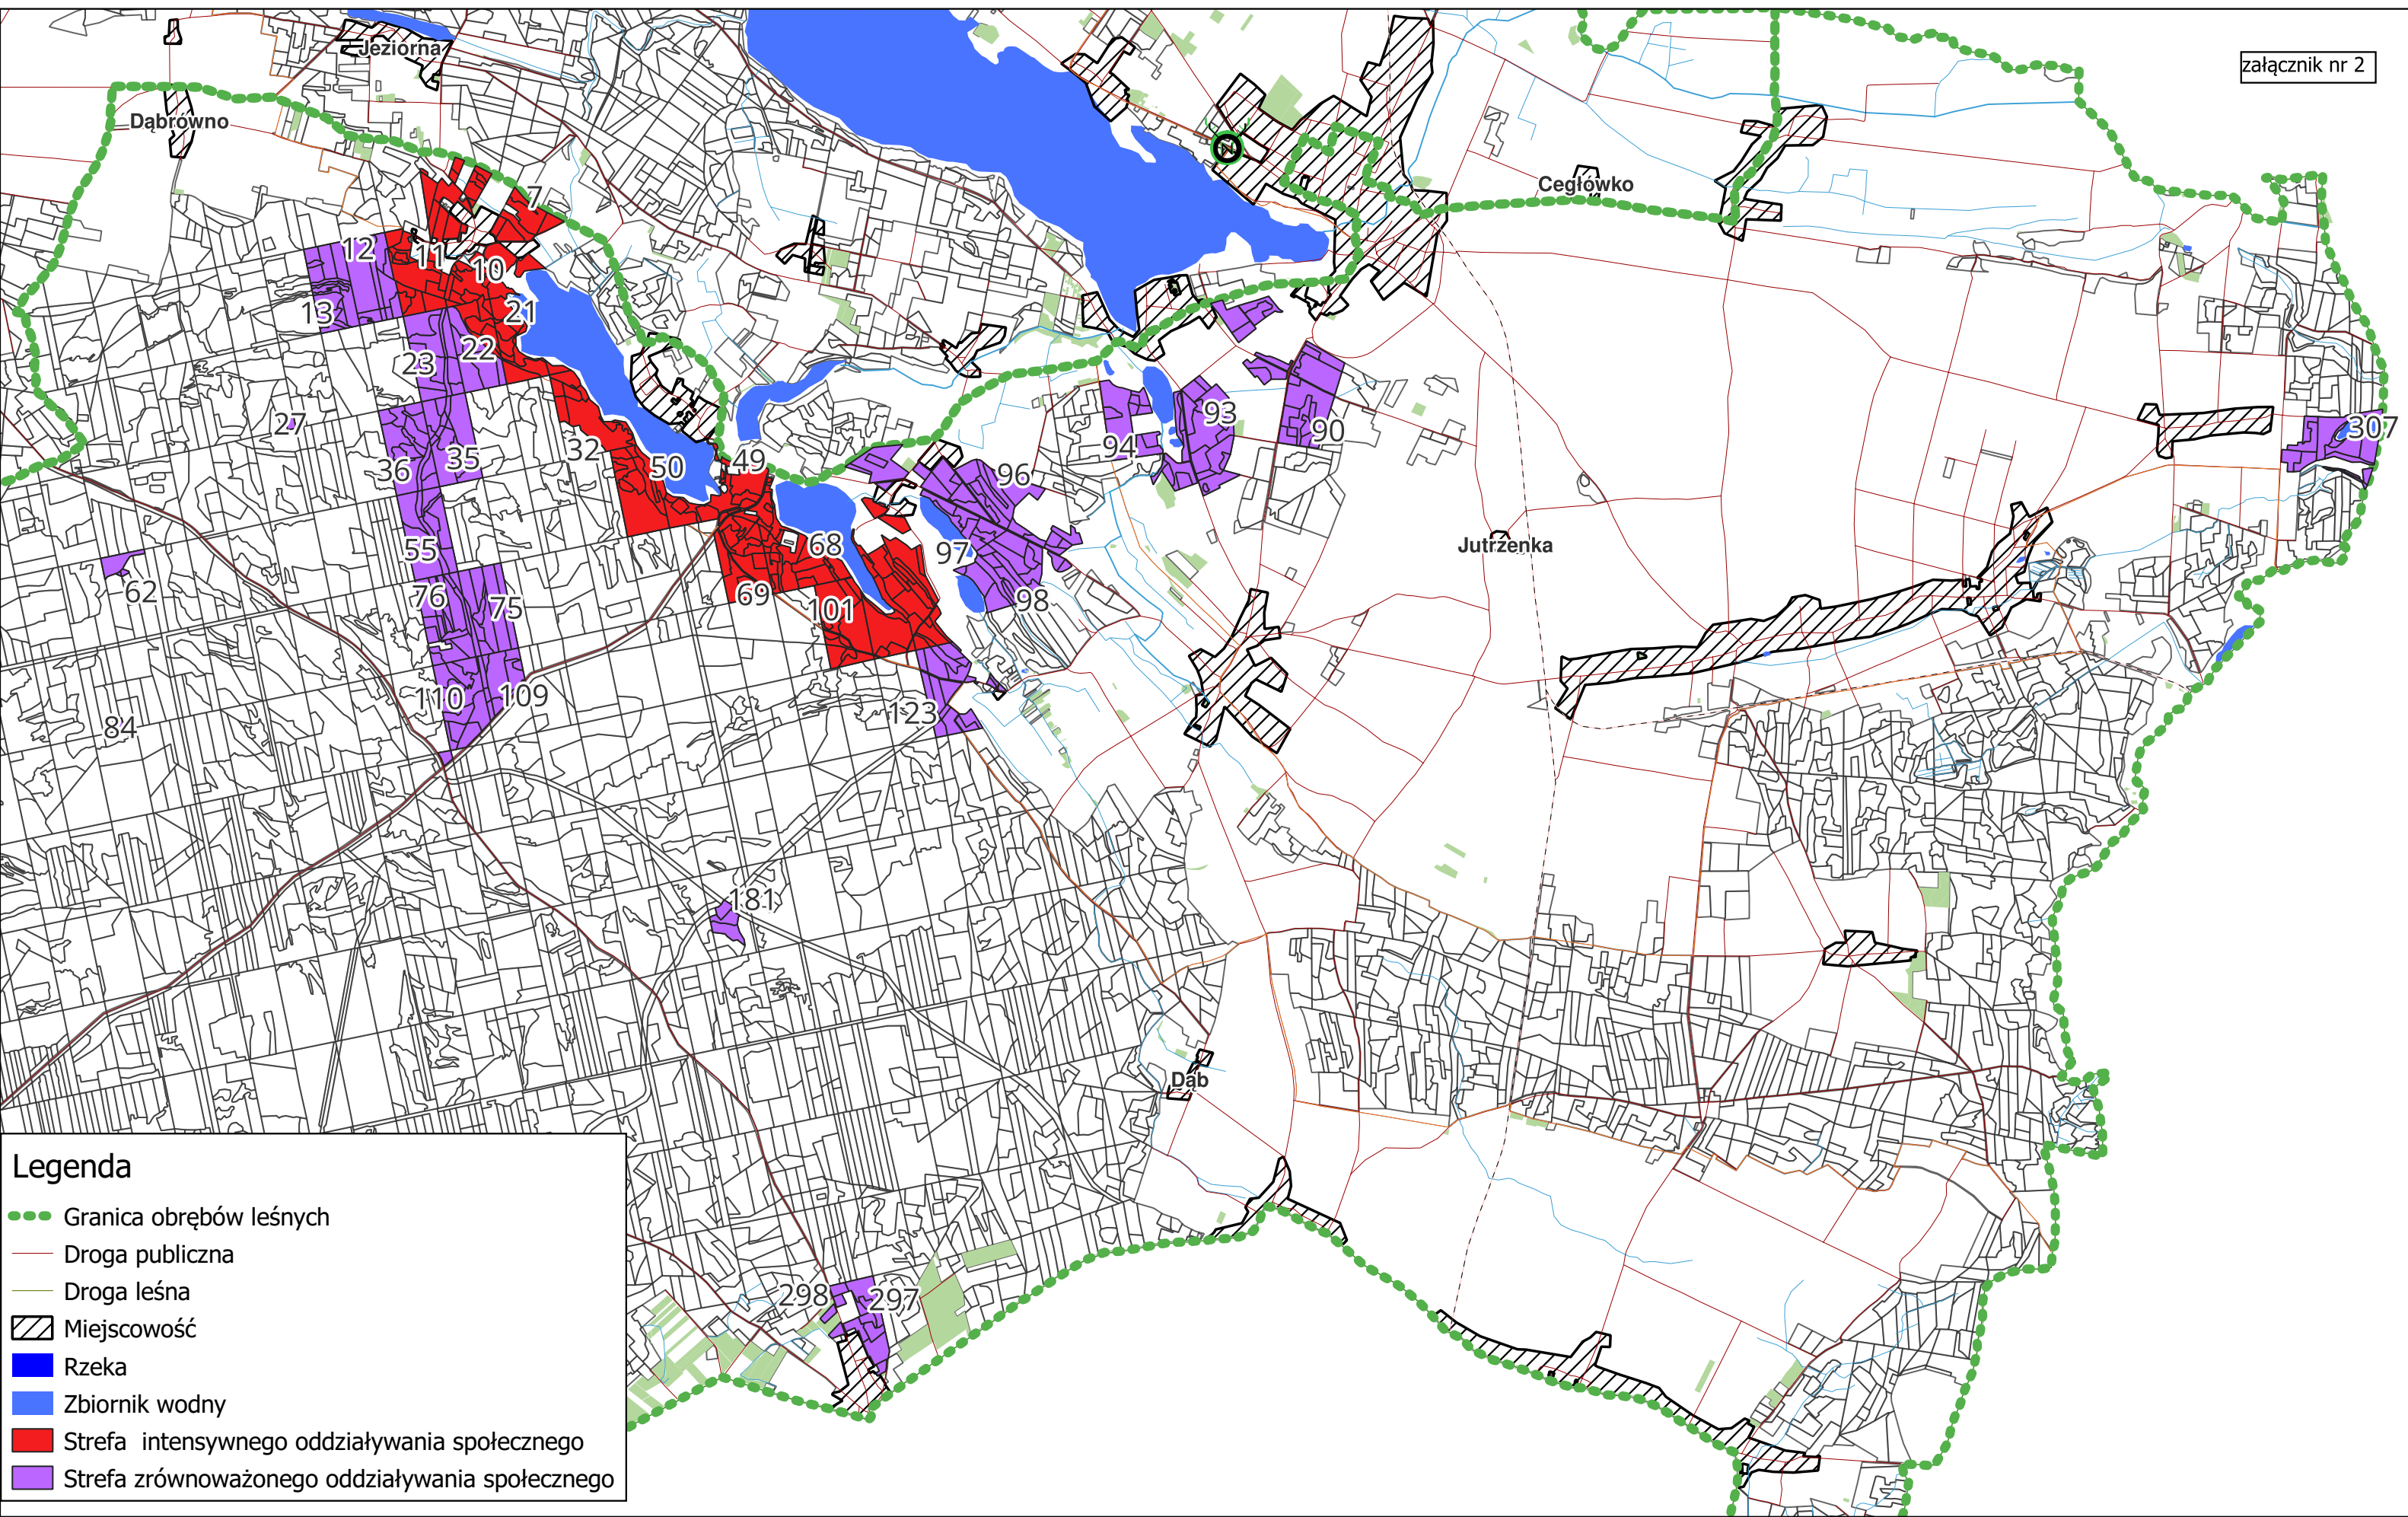 załącznik nr 2
Jeziórna
Dąbrówno
Cegłówko
7
12
11
10
13
21
23
22
27
36
35
32
50
49
94
93
90
307
96
Jutrzenka
55
68
97
62
76
75
69
101
98
110
109
123
84
181
Dąb
298
297
Legenda
Granica obrębów leśnych
Droga publiczna
Droga leśna
Miejscowość
Rzeka
Zbiornik wodny
Strefa intensywnego oddziaływania społecznego
Strefa zrównoważonego oddziaływania społecznego